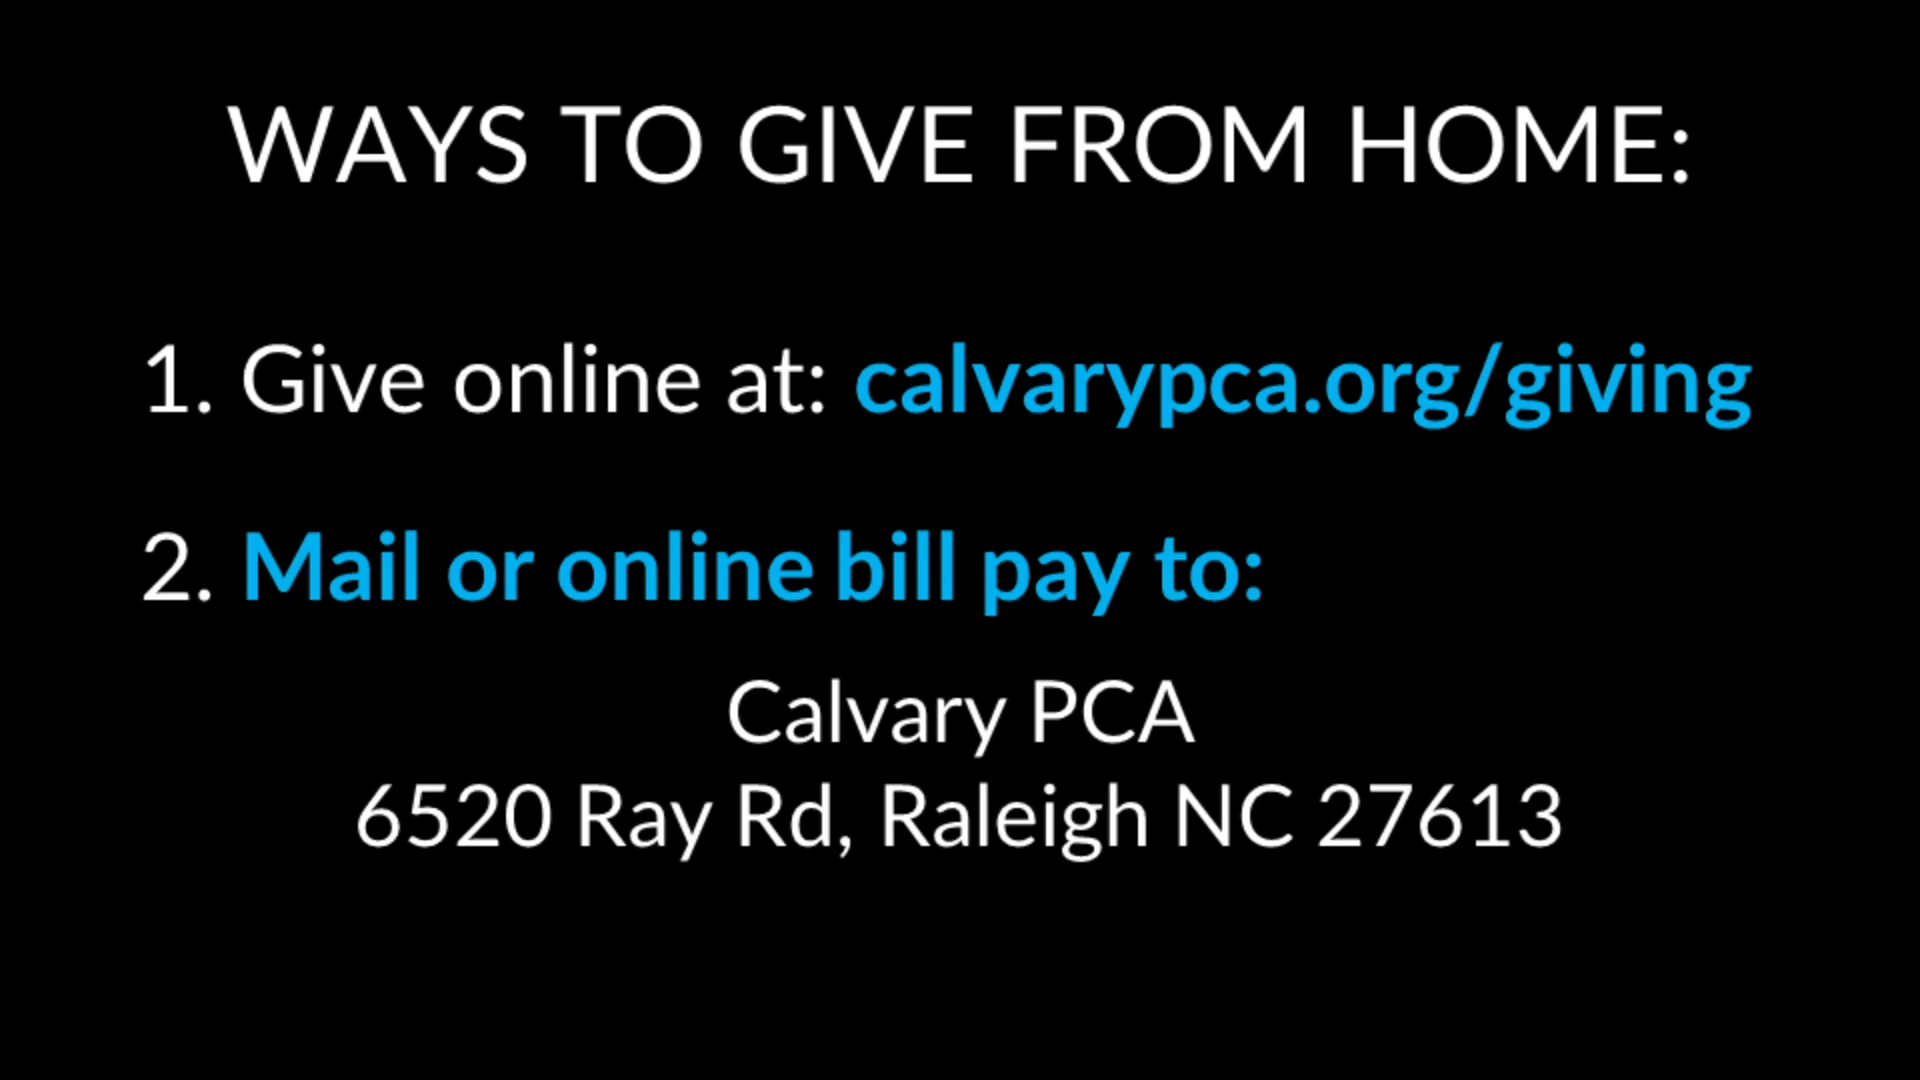 WAYS TO GIVE FROM HOME:
1. Give online at: calvarypca.org/giving
2. Mail or online bill pay to:
Calvary PCA
6520 Ray Rd, Raleigh NC 27613